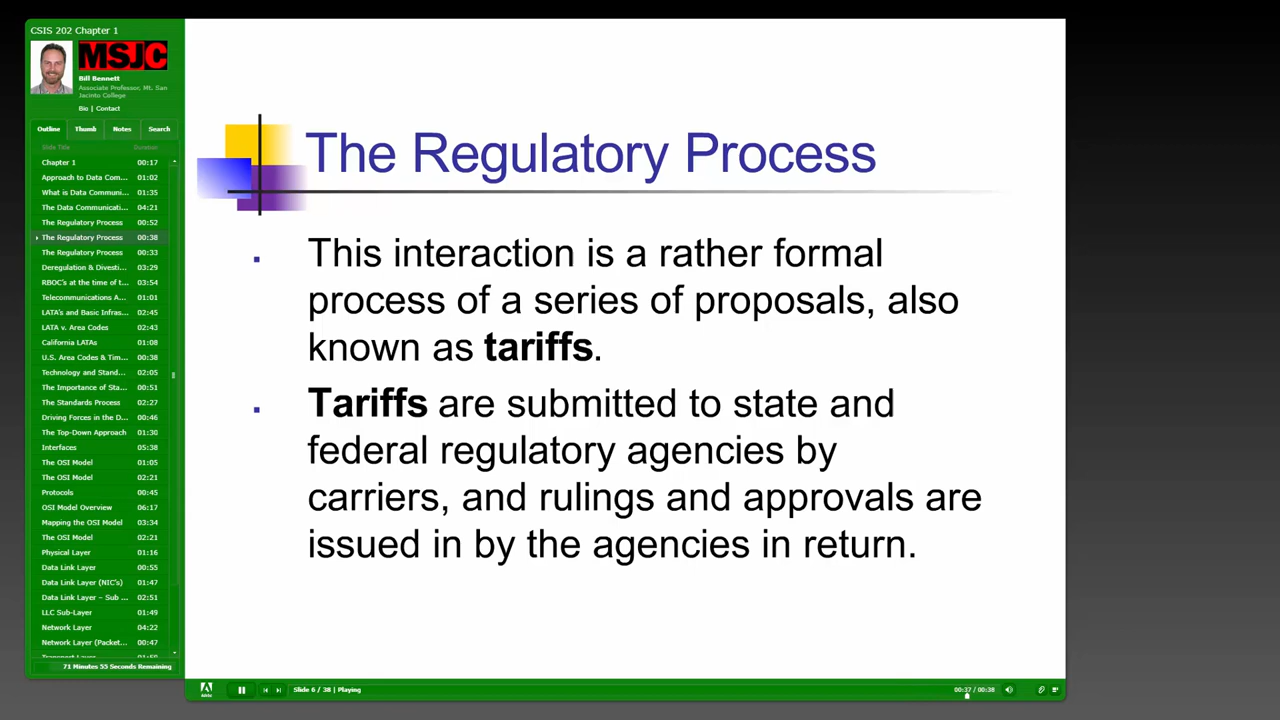 CSIS 202 Chapter 1
MSJC
Bill Bennett
Associate Professor, Mt. San
Jacinto College
Bio | Contact
Outline Thumb Notes Search
Slide Title Duration
Chapter 1 00:17
Approach to Data Com... 01:02
What is Data Communi... 01:35
The Data Communicati... 04:21
The Regulatory Process 00:52
The Regulatory Process 00:38
The Regulatory Process 00:33
Deregulation & Divesti... 03:29
RBOC's at the time of t... 03:54
Telecommunications A... 01:01
LATA's and Basic Infras... 02:45
LATA v. Area Codes 02:43
California LATAs 01:08
U.S. Area Codes & Tim... 00:38
Technology and Stand... 02:05
The Importance of Sta... 00:51
The Standards Process 02:27
Driving Forces in the D... 00:46
The Top-Down Approach 01:30
Interfaces 05:38
The OSI Model 01:05
The OSI Model 02:21
Protocols 00:45
OSI Model Overview 06:17
Mapping the OSI Model 03:34
The OSI Model 02:21
Physical Layer 01:16
Data Link Layer 00:55
Data Link Layer (NIC's) 01:47
Data Link Layer – Sub ... 02:51
LLC Sub-Layer 01:49
Network Layer 04:22
Network Layer (Packet... 00:47
71 Minutes 55 Seconds Remaining
The Regulatory Process
This interaction is a rather formal
process of a series of proposals, also
known as tariffs.
Tariffs are submitted to state and
federal regulatory agencies by
carriers, and rulings and approvals are
issued in by the agencies in return.
Adobe
Slide 6 / 38 | Playing
00:37 / 00:38